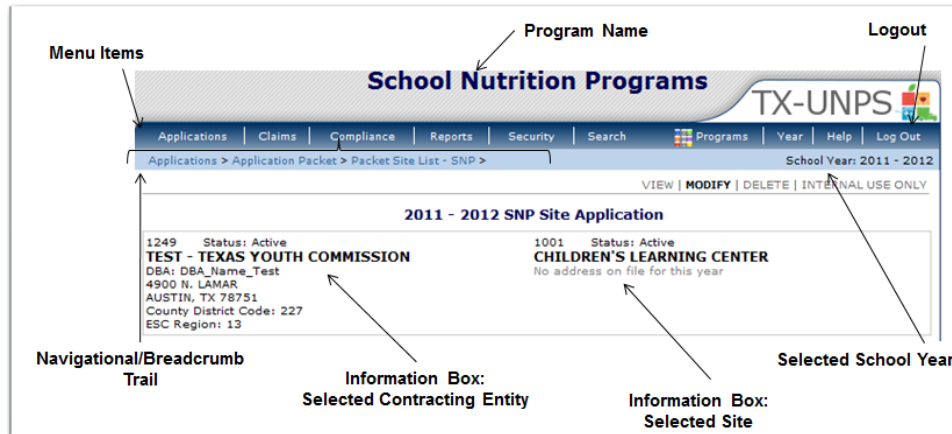 Program Name
Logout
Menu Items
School Nutrition Programs
TX-UNPS
Applications | Claims | Compliance | Reports | Security | Search Programs | Year | Help | Log Out
Applications > Application Packet > Packet Site List - SNP > School Year: 2011 - 2012
VIEW | MODIFY | DELETE | INTERNAL USE ONLY
2011 - 2012 SNP Site Application
1249 Status: Active
TEST - TEXAS YOUTH COMMISSION
DBA: DBA_Name_Test
4900 N. LAMAR
AUSTIN, TX 78751
County District Code: 227
ESC Region: 13
1001 Status: Active
CHILDREN'S LEARNING CENTER
No address on file for this year
Navigational/Breadcrumb
Trail
Information Box:
Selected Contracting Entity
Information Box:
Selected Site
Selected School Year